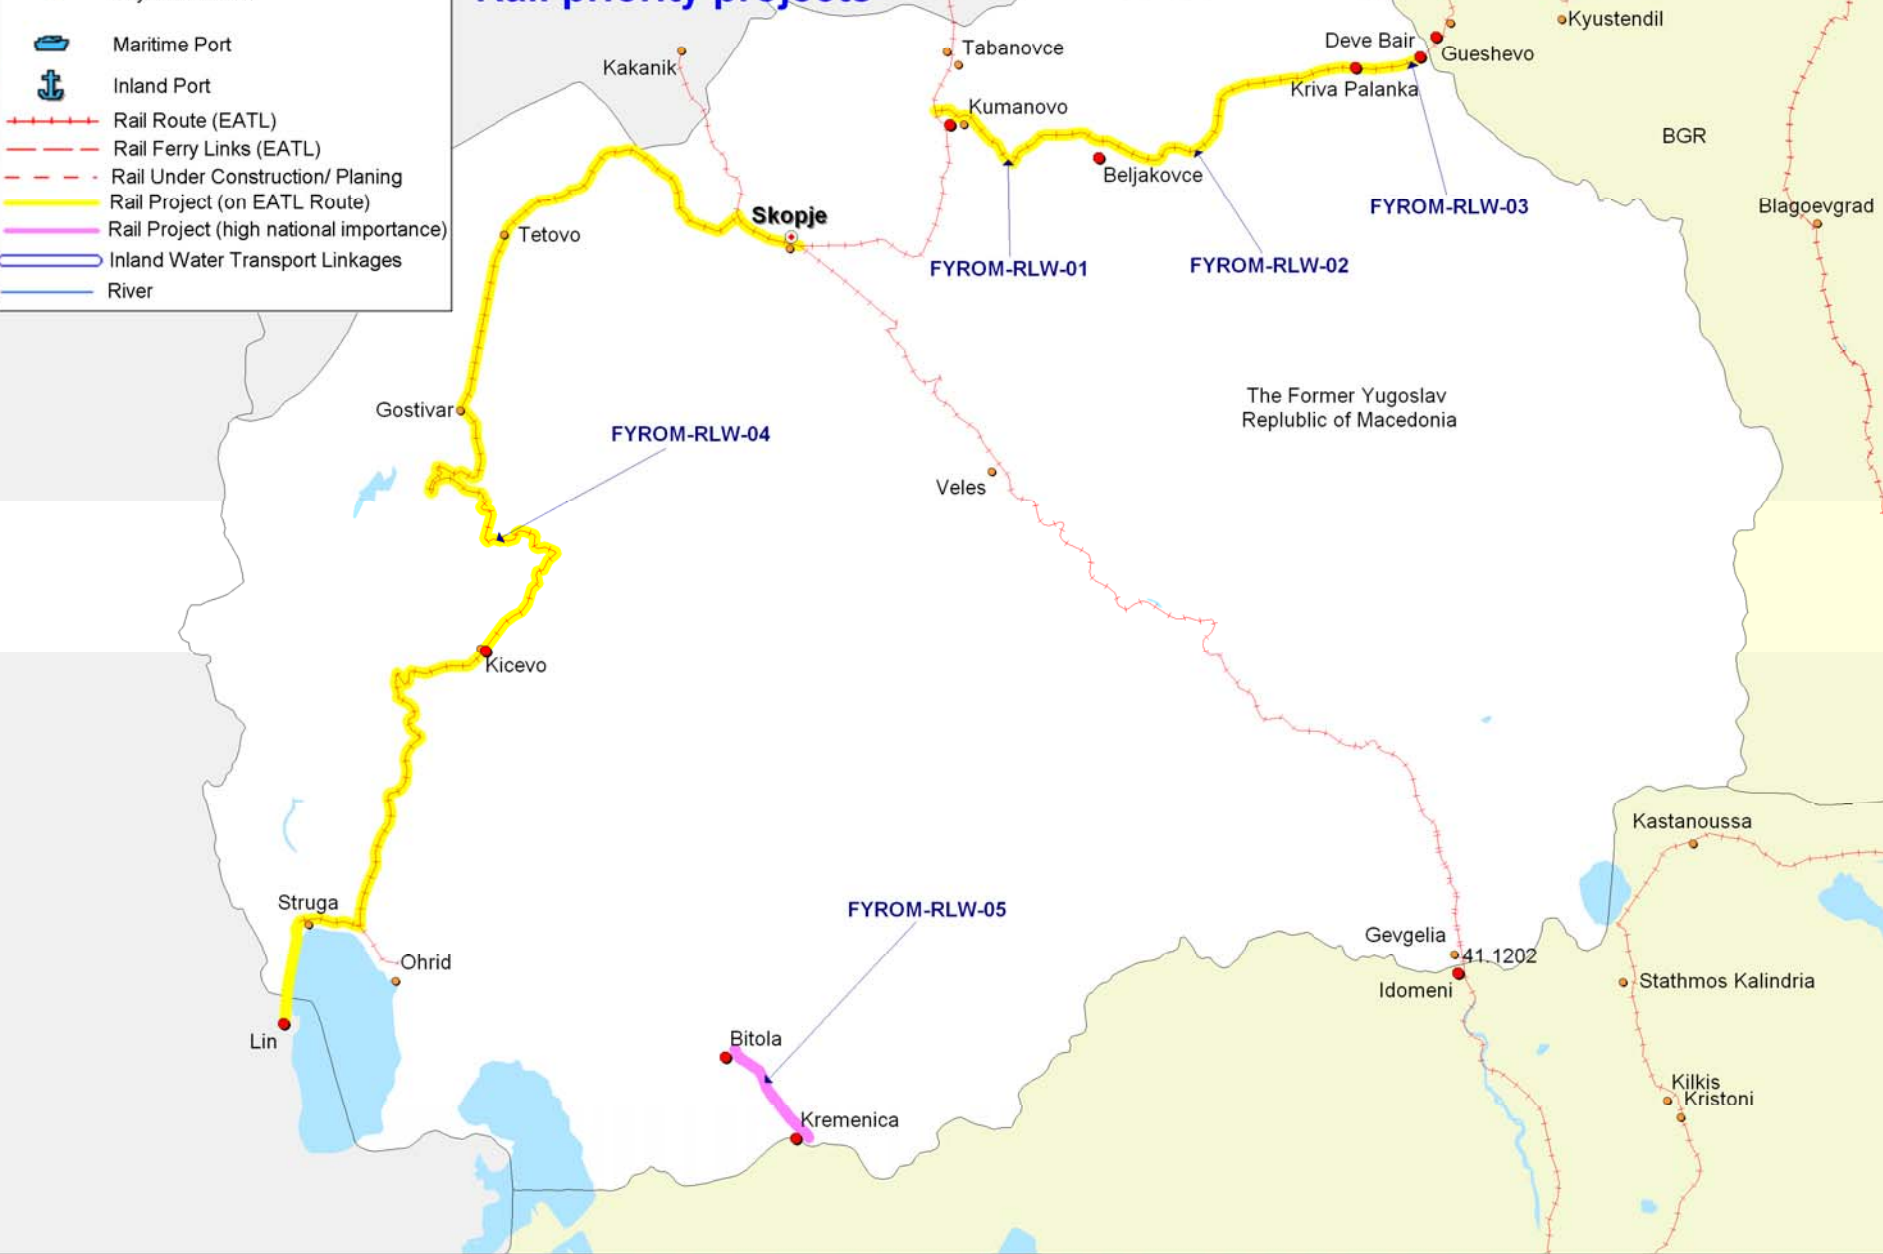 Rail priority projects
Maritime Port
Inland Port
Rail Route (EATL)
Rail Ferry Links (EATL)
Rail Under Construction/ Planing
Rail Project (on EATL Route)
Rail Project (high national importance)
Inland Water Transport Linkages
River
Kakanik
Tabanovce
Kumanovo
Deve Bair
Gueshevo
Kyustendil
Kriva Palanka
BGR
Beljakovce
Blagoevgrad
FYROM-RLW-03
Skopje
Tetovo
FYROM-RLW-01
FYROM-RLW-02
The Former Yugoslav
Replublic of Macedonia
Gostivar
FYROM-RLW-04
Veles
Kicevo
Kastanoussa
Struga
FYROM-RLW-05
Gevgelia
41.1202
Ohrid
Idomeni
Stathmos Kalindria
Lin
Bitola
Kilkis
Kristoni
Kremenica